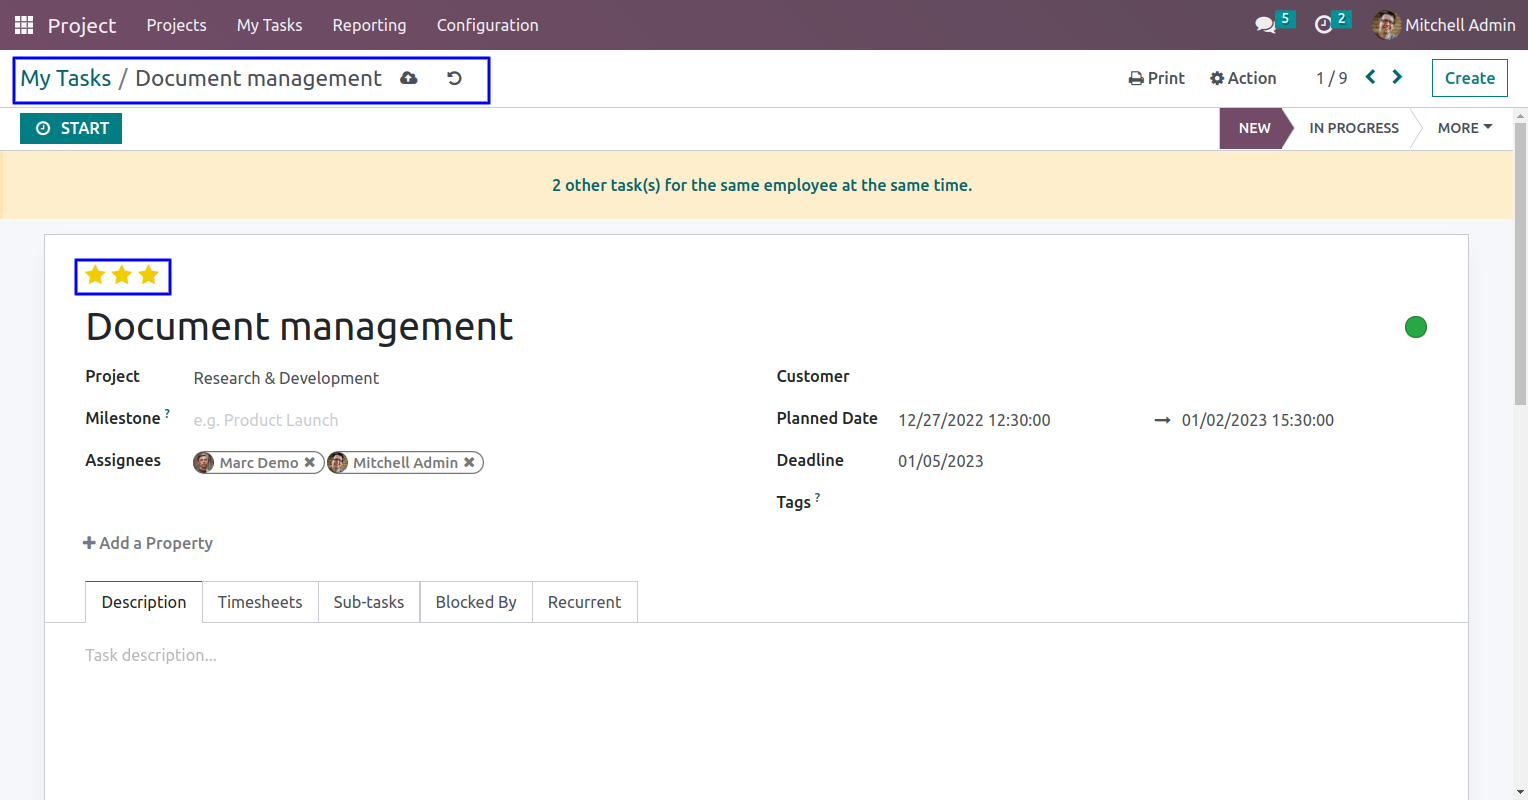 Project Projects My Tasks Reporting Configuration 5 2 Mitchell Admin
My Tasks / Document management Print Action 1 / 9 Create
START NEW IN PROGRESS MORE
2 other task(s) for the same employee at the same time.
Document management
Project Research & Development Customer
Milestone ? e.g. Product Launch Planned Date 12/27/2022 12:30:00 → 01/02/2023 15:30:00
Assignees Marc Demo ✖ Mitchell Admin ✖ Deadline 01/05/2023
Tags ?
+ Add a Property
Description Timesheets Sub-tasks Blocked By Recurrent
Task description...